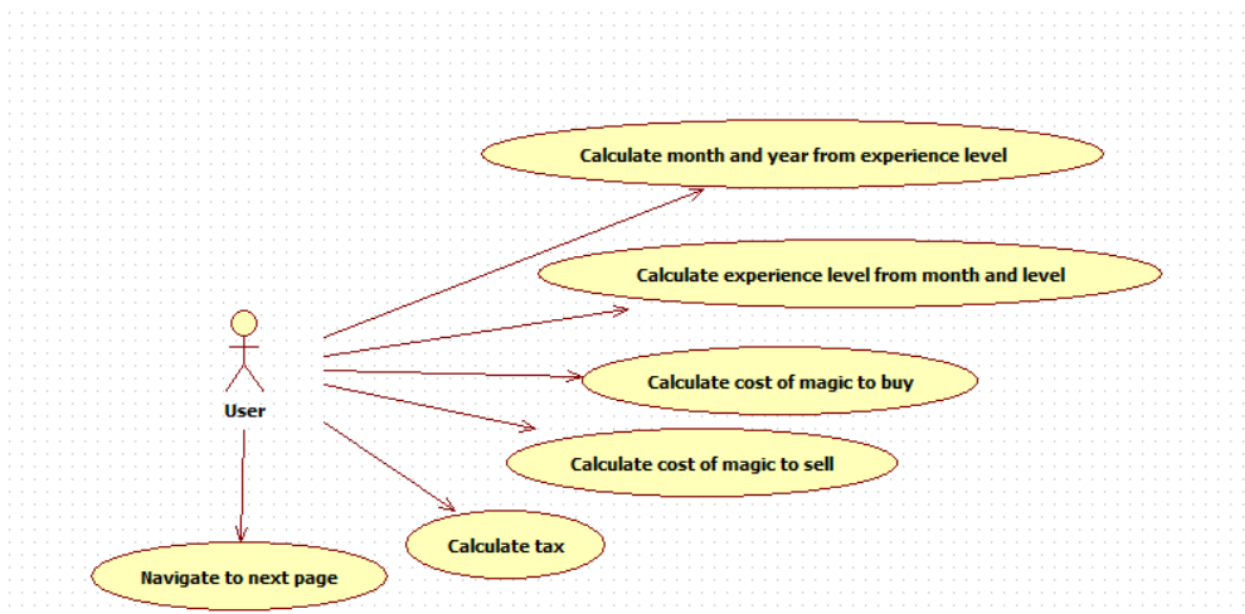 Calculate month and year from experience level
Calculate experience level from month and level
Calculate cost of magic to buy
User
Calculate cost of magic to sell
Calculate tax
Navigate to next page